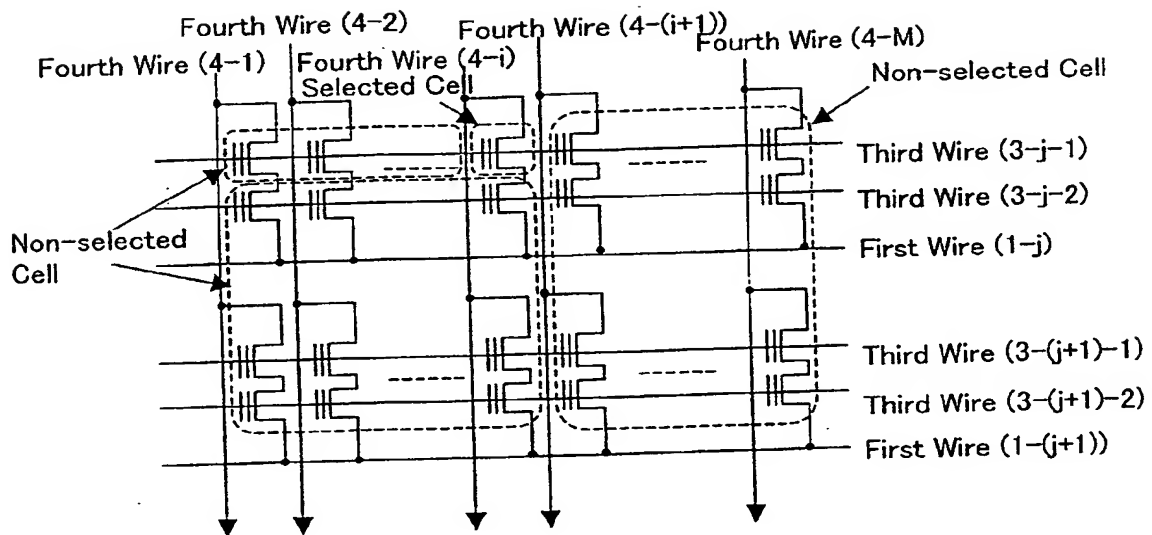 Fourth Wire (4-2)
Fourth Wire (4-(i+1))
Fourth Wire (4-M)
Fourth Wire (4-1)
Fourth Wire (4-i)
Selected Cell
Non-selected Cell
Third Wire (3-j-1)
Third Wire (3-j-2)
Non-selected
Cell
First Wire (1-j)
Third Wire (3-(j+1)-1)
Third Wire (3-(j+1)-2)
First Wire (1-(j+1))